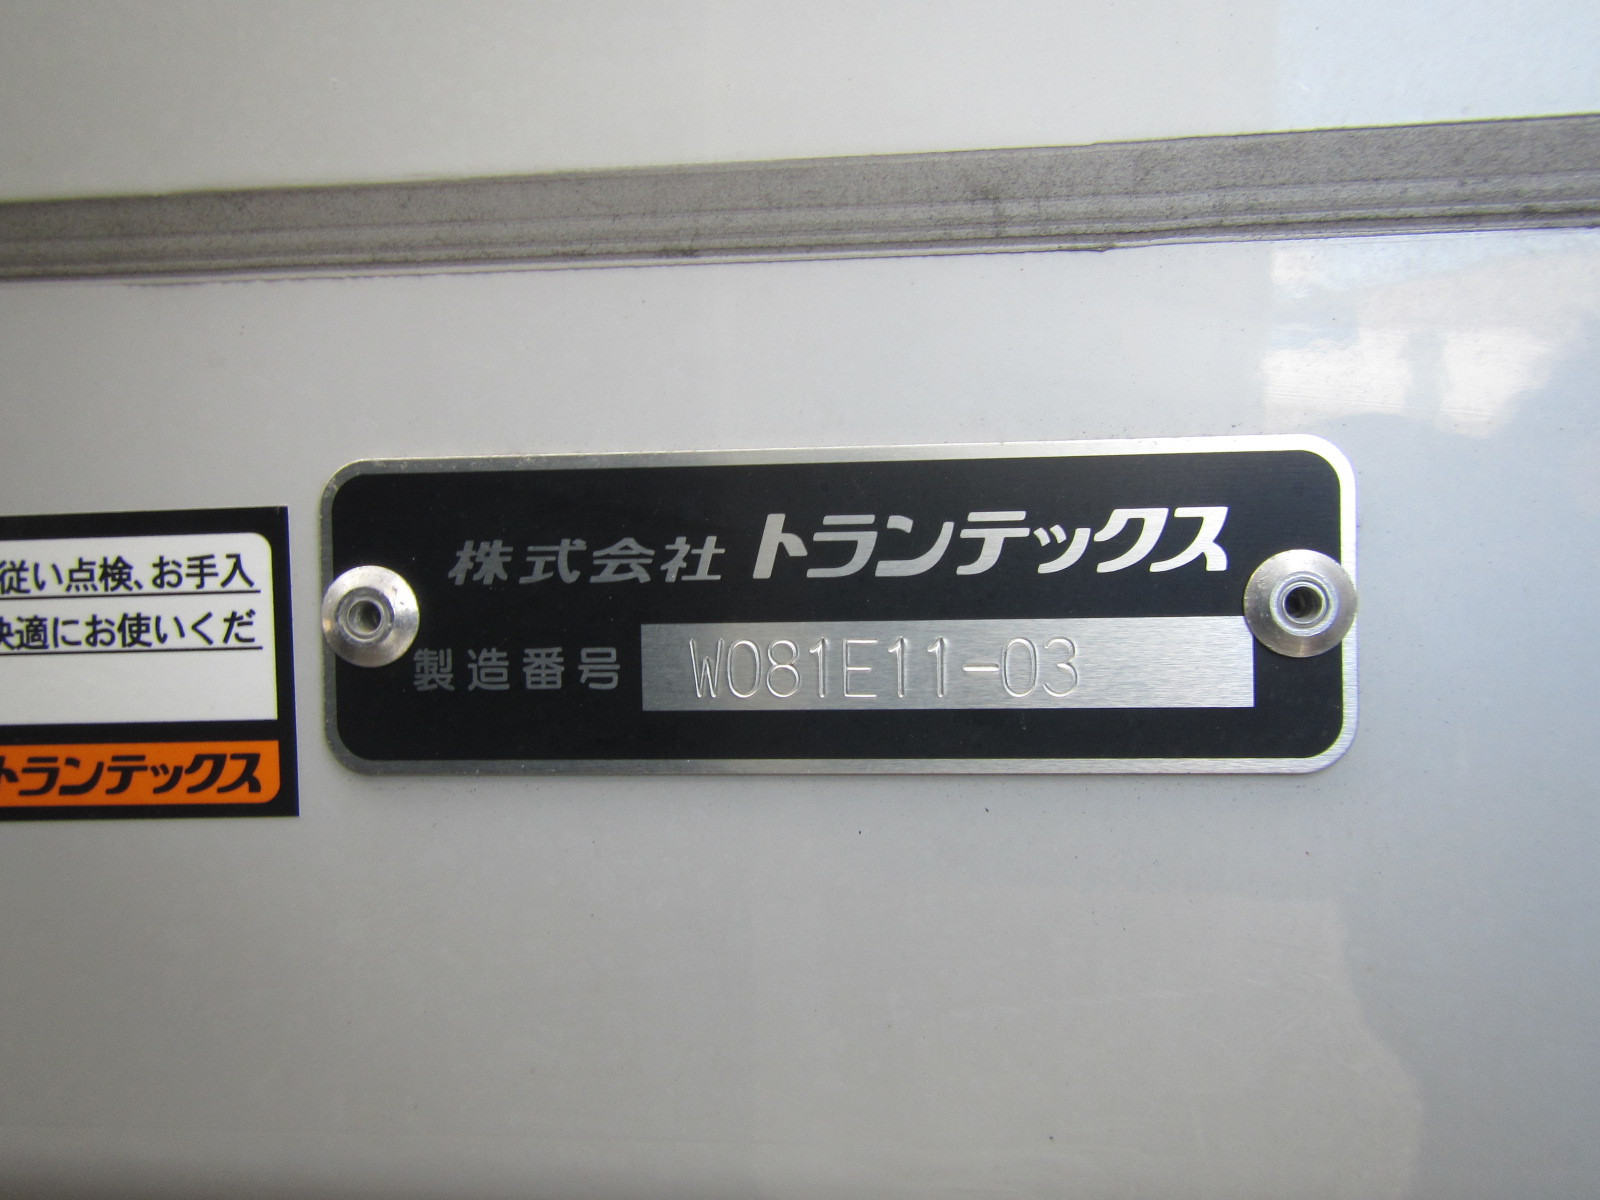 従い点検、お手入
快適にお使いくだ
トランテックス
株式会社 トランテックス
製造番号 W081E11-03